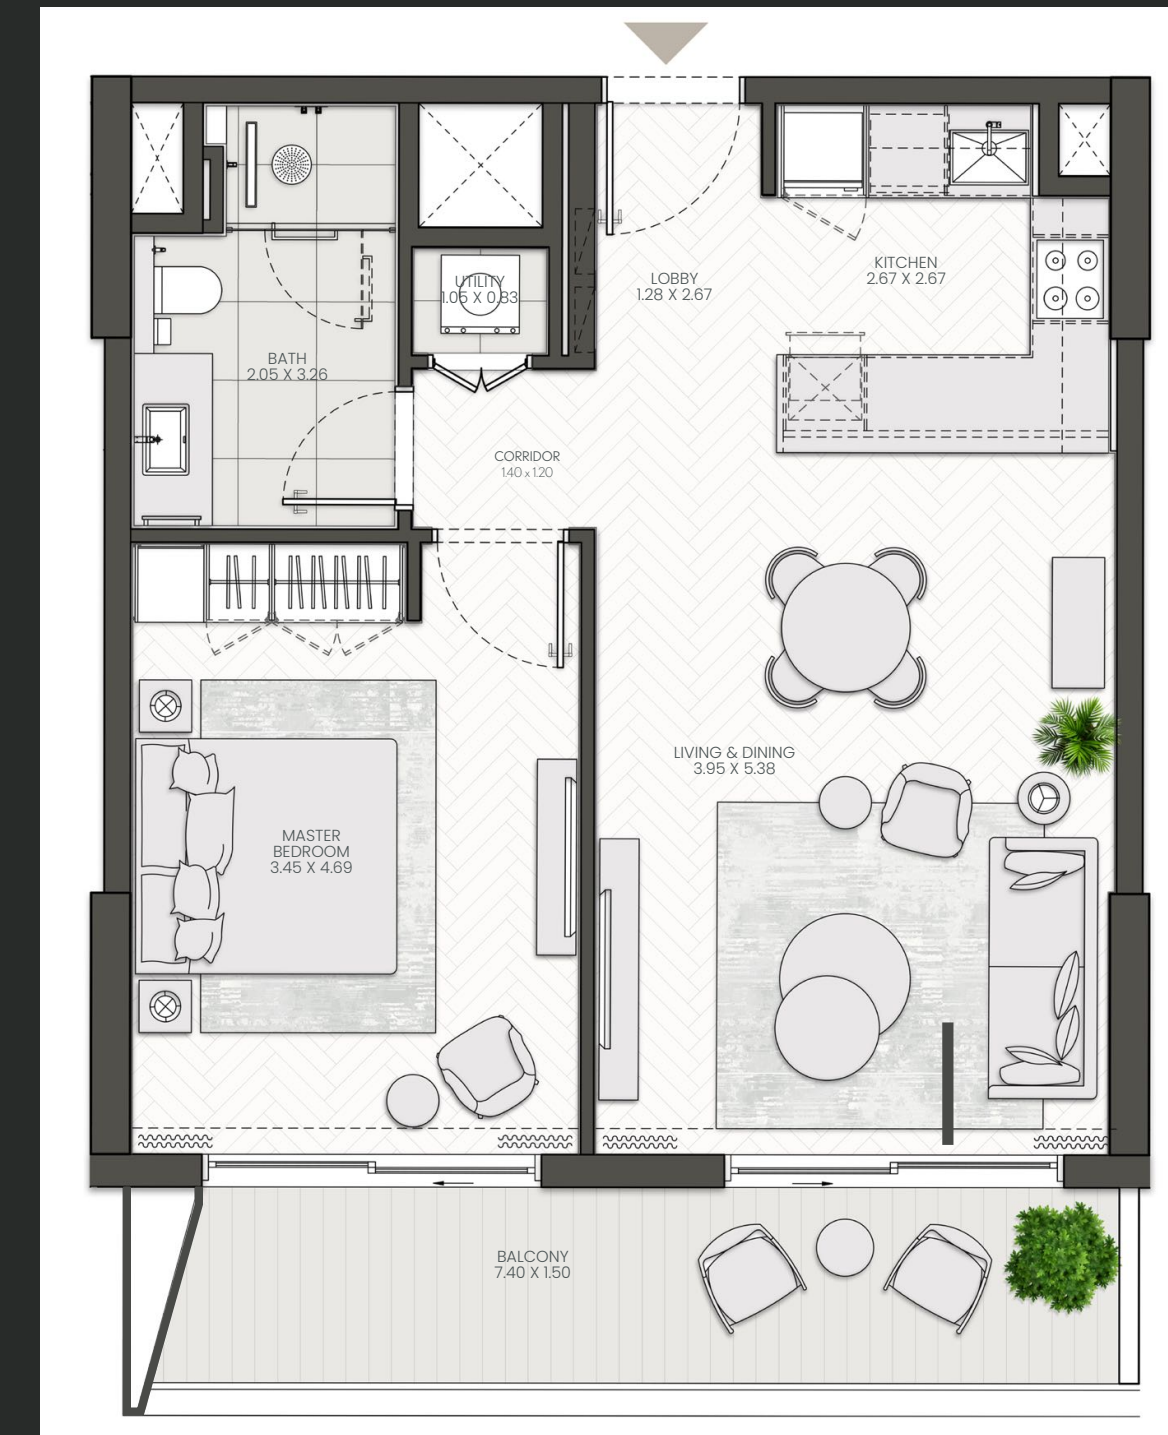 UTILITY
1.05 X 0.83
LOBBY
1.28 X 2.67
KITCHEN
2.67 X 2.67
BATH
2.05 X 3.26
CORRIDOR
1.40 x 1.20
LIVING & DINING
3.95 X 5.38
MASTER
BEDROOM
3.45 X 4.69
BALCONY
7.40 X 1.50